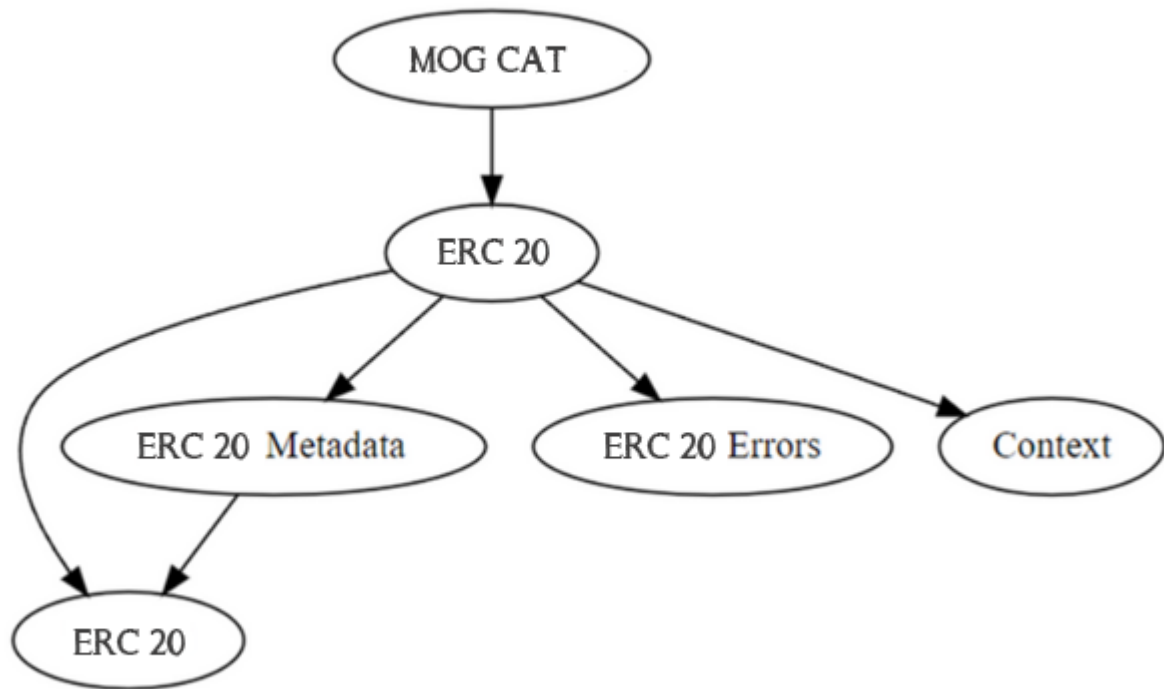 MOG CAT
ERC 20
ERC 20 Metadata
ERC 20 Errors
Context
ERC 20